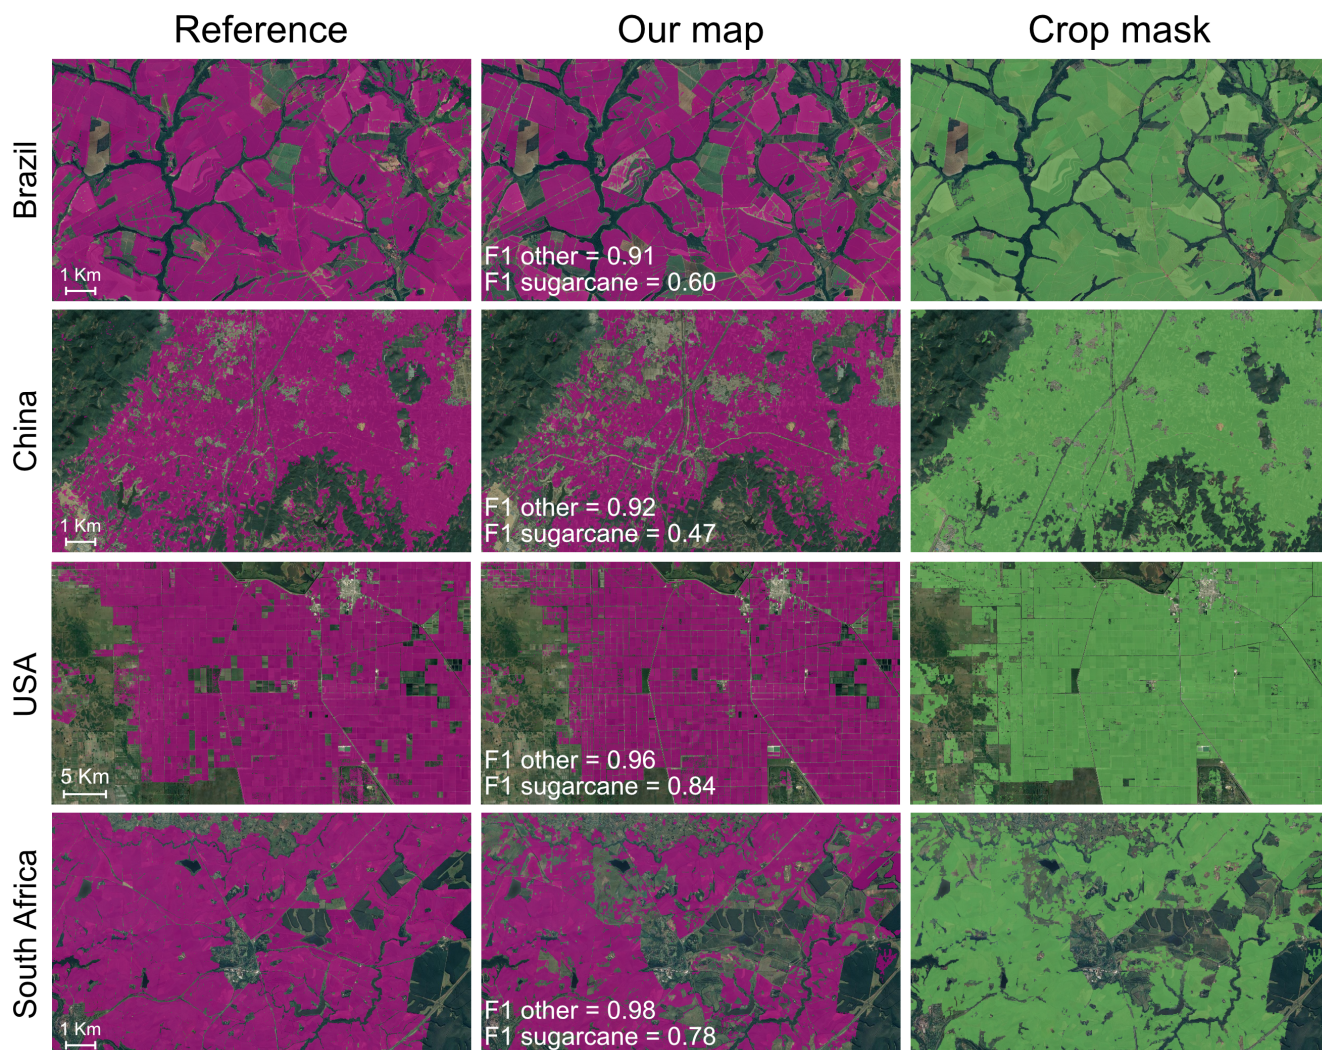 Reference
Our map
Crop mask
Brazil
1 Km
F1 other = 0.91
F1 sugarcane = 0.60
China
1 Km
F1 other = 0.92
F1 sugarcane = 0.47
USA
5 Km
F1 other = 0.96
F1 sugarcane = 0.84
South Africa
1 Km
F1 other = 0.98
F1 sugarcane = 0.78